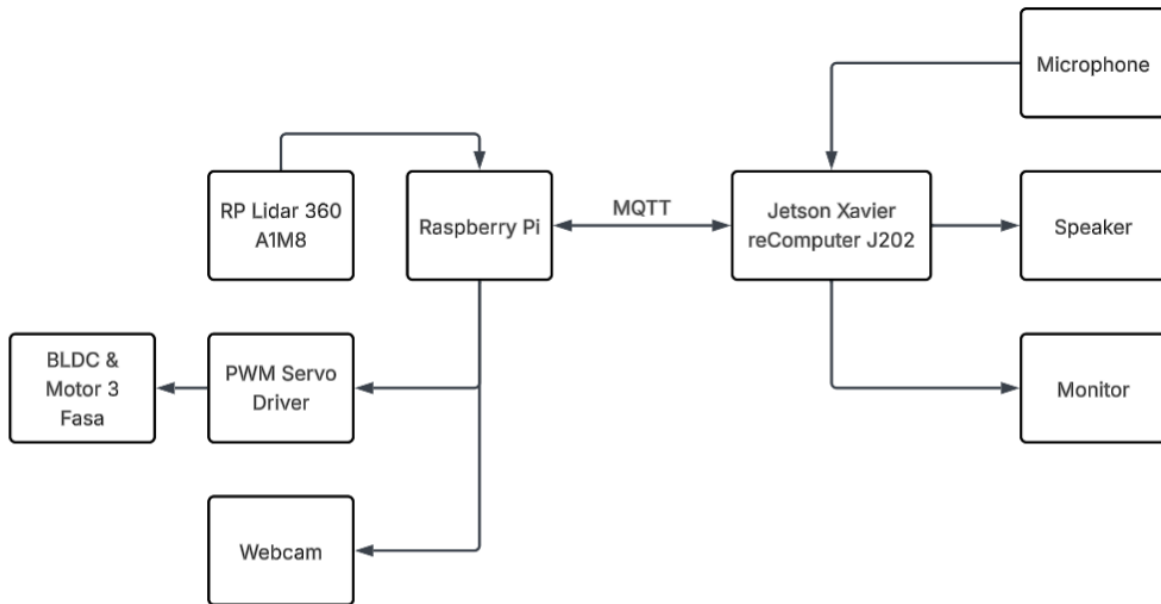 Microphone
RP Lidar 360
A1M8
Raspberry Pi
MQTT
Jetson Xavier
reComputer J202
Speaker
BLDC &
Motor 3
Fasa
PWM Servo
Driver
Monitor
Webcam